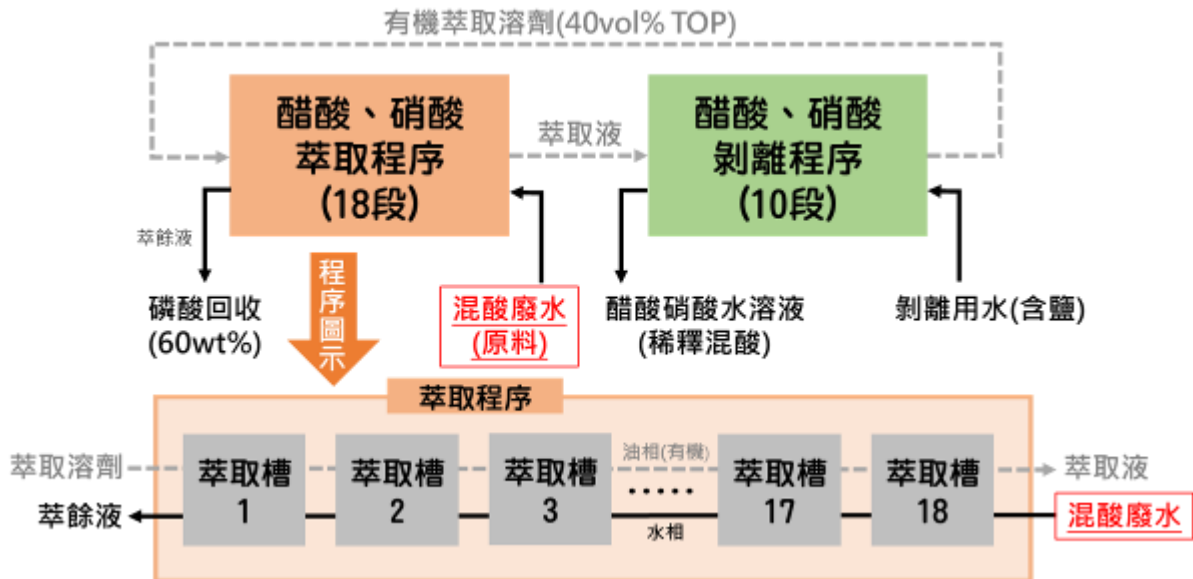 有機萃取溶劑(40vol% TOP)
醋酸、硝酸
萃取程序
(18段)
萃取液
醋酸、硝酸
剝離程序
(10段)
萃餘液
程序圖示
磷酸回收
(60wt%)
混酸廢水
(原料)
醋酸硝酸水溶液
(稀釋混酸)
剝離用水(含鹽)
萃取程序
萃取溶劑
萃餘液
萃取槽
1
萃取槽
2
萃取槽
3
油相(有機)
·····
水相
萃取槽
17
萃取槽
18
萃取液
混酸廢水